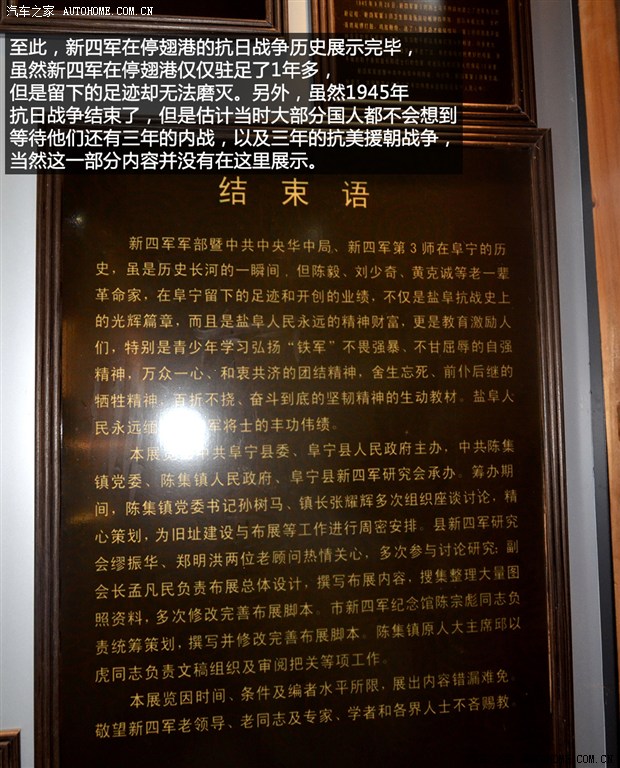 汽车之家 AUTOHOME.COM.CN
至此，新四军在停翅港的抗日战争历史展示完毕，
虽然新四军在停翅港仅仅驻足了1年多，
但是留下的足迹却无法磨灭。另外，虽然1945年
抗日战争结束了，但是估计当时大部分国人都不会想到
等待他们还有三年的内战，以及三年的抗美援朝战争，
当然这一部分内容并没有在这里展示。
结束语
新四军军部暨中共中央华中局、新四军第3师在阜宁的历
史，虽是历史长河的一瞬间，但陈毅、刘少奇、黄克诚等老一辈
革命家，在阜宁留下的足迹和开创的业绩，不仅是盐阜抗战史上
的光辉篇章，而且是盐阜人民永远的精神财富，更是教育激励人
们，特别是青少年学习弘扬“铁军”不畏强暴、不甘屈辱的自强
精神，万众一心、和衷共济的团结精神，舍生忘死、前仆后继的
牺牲精神，百折不挠、奋斗到底的坚韧精神的生动教材。盐阜人
民永远缅军将士的丰功伟绩。
本展览中共阜宁县委、阜宁县人民政府主办，中共陈集
镇党委、陈集镇人民政府、阜宁县新四军研究会承办。筹办期
间，陈集镇党委书记孙树马、镇长张耀辉多次组织座谈讨论，精
心策划，为旧址建设与布展等工作进行周密安排。县新四军研究
会缪振华、郑明洪两位老顾问热情关心，多次参与讨论研究；副
会长孟凡民负责布展总体设计，撰写布展内容，搜集整理大量图
照资料，多次修改完善布展脚本。市新四军纪念馆陈宗彪同志负
责统筹策划，撰写并修改完善布展脚本。陈集镇原人大主席邱以
虎同志负责文稿组织及审阅把关等项工作。
本展览因时间、条件及编者水平所限，展出内容错漏难免，
敬望新四军老领导、老同志及专家、学者和各界人士不吝赐教。